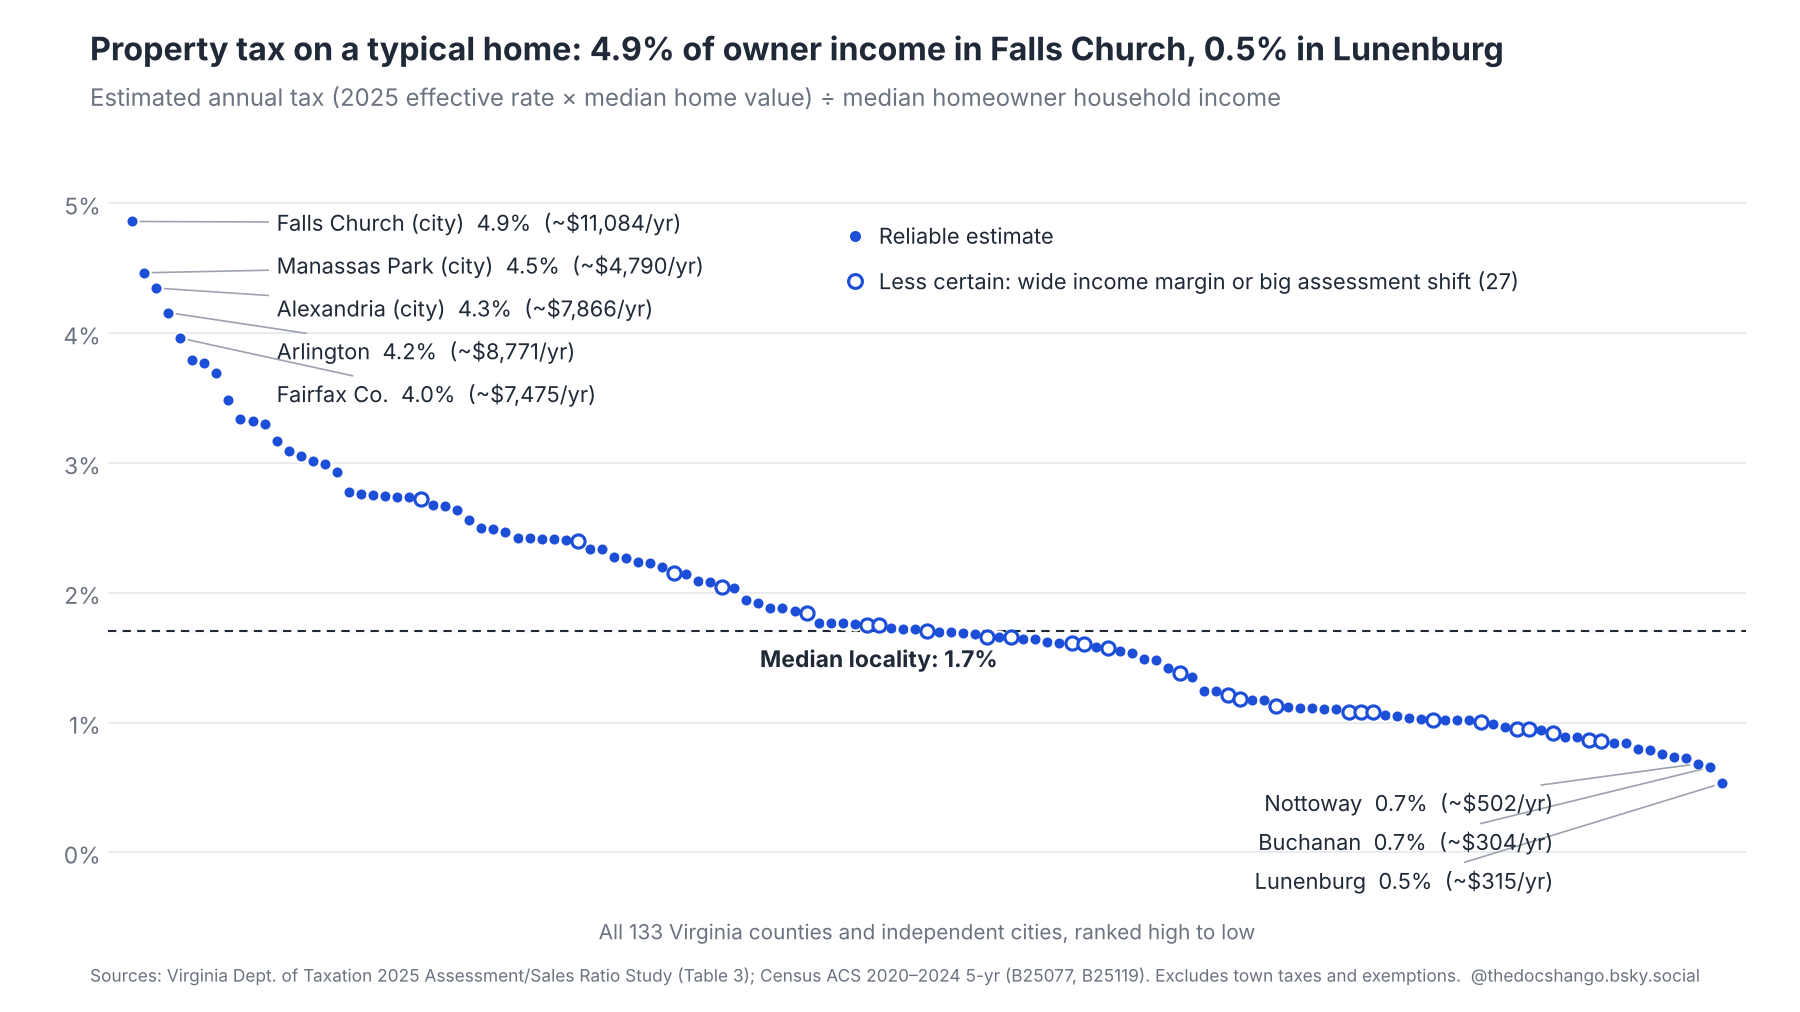 Property tax on a typical home: 4.9% of owner income in Falls Church, 0.5% in Lunenburg
Estimated annual tax (2025 effective rate × median home value) ÷ median homeowner household income
5%
Falls Church (city) 4.9% (~$11,084/yr)
Reliable estimate
Manassas Park (city) 4.5% (~$4,790/yr)
Less certain: wide income margin or big assessment shift (27)
Alexandria (city) 4.3% (~$7,866/yr)
4%
Arlington 4.2% (~$8,771/yr)
Fairfax Co. 4.0% (~$7,475/yr)
3%
2%
Median locality: 1.7%
1%
Nottoway 0.7% (~$502/yr)
Buchanan 0.7% (~$304/yr)
0%
Lunenburg 0.5% (~$315/yr)
All 133 Virginia counties and independent cities, ranked high to low
Sources: Virginia Dept. of Taxation 2025 Assessment/Sales Ratio Study (Table 3); Census ACS 2020–2024 5-yr (B25077, B25119). Excludes town taxes and exemptions. @thedocshango.bsky.social